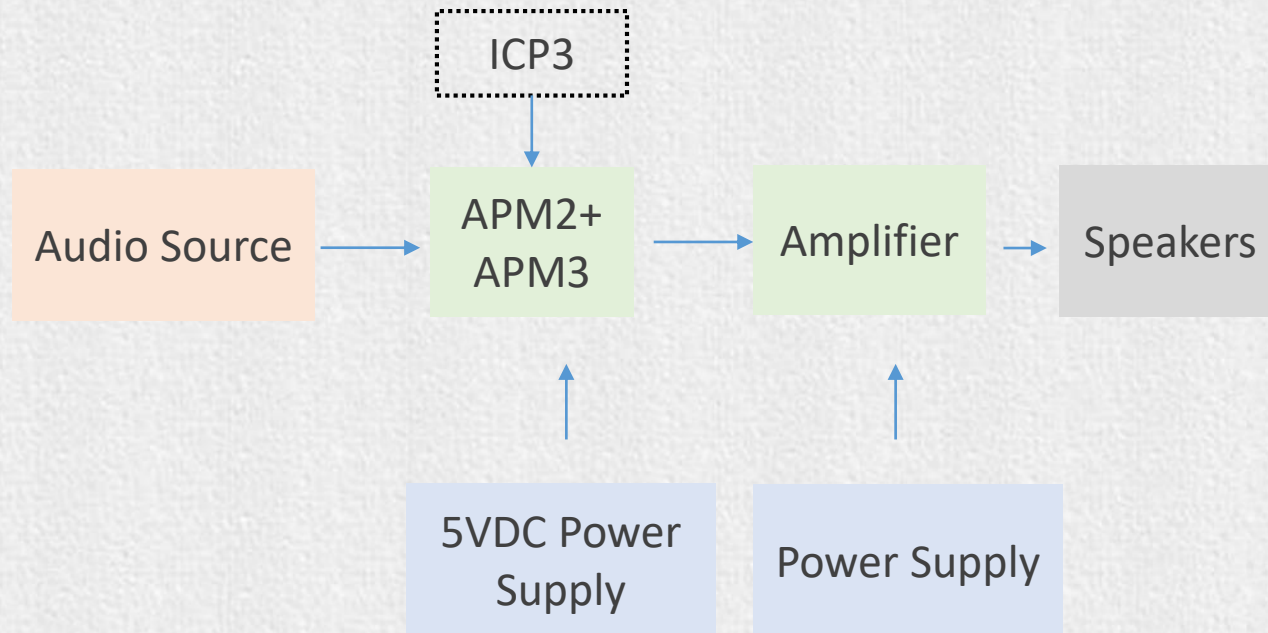 ICP3
Audio Source
APM2+
APM3
Amplifier
Speakers
5VDC Power
Supply
Power Supply